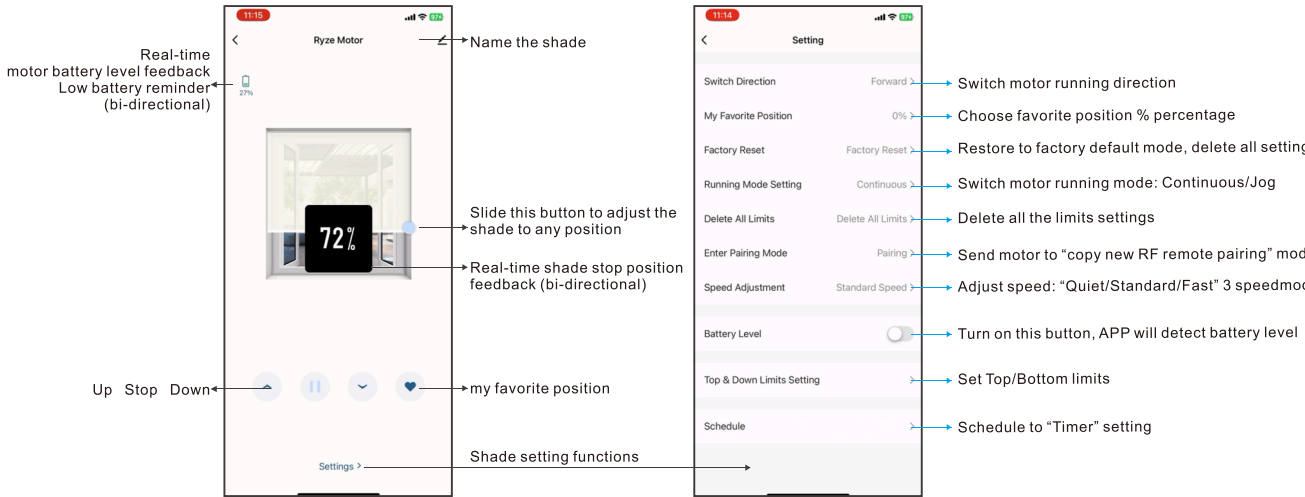 11:15
97+
Ryze Motor
Name the shade
Real-time
motor battery level feedback
Low battery reminder
(bi-directional)
27%
72%
Slide this button to adjust the
shade to any position
Real-time shade stop position
feedback (bi-directional)
Up Stop Down
my favorite position
Settings >
Shade setting functions
11:14
97+
Setting
Switch Direction Forward >
Switch motor running direction
My Favorite Position 0% >
Choose favorite position % percentage
Factory Reset Factory Reset >
Restore to factory default mode, delete all setting
Running Mode Setting Continuous >
Switch motor running mode: Continuous/Jog
Delete All Limits Delete All Limits >
Delete all the limits settings
Enter Pairing Mode Pairing >
Send motor to “copy new RF remote pairing” mod
Speed Adjustment Standard Speed >
Adjust speed: “Quiet/Standard/Fast” 3 speedmo
Battery Level
Turn on this button, APP will detect battery level
Top & Down Limits Setting >
Set Top/Bottom limits
Schedule >
Schedule to “Timer” setting